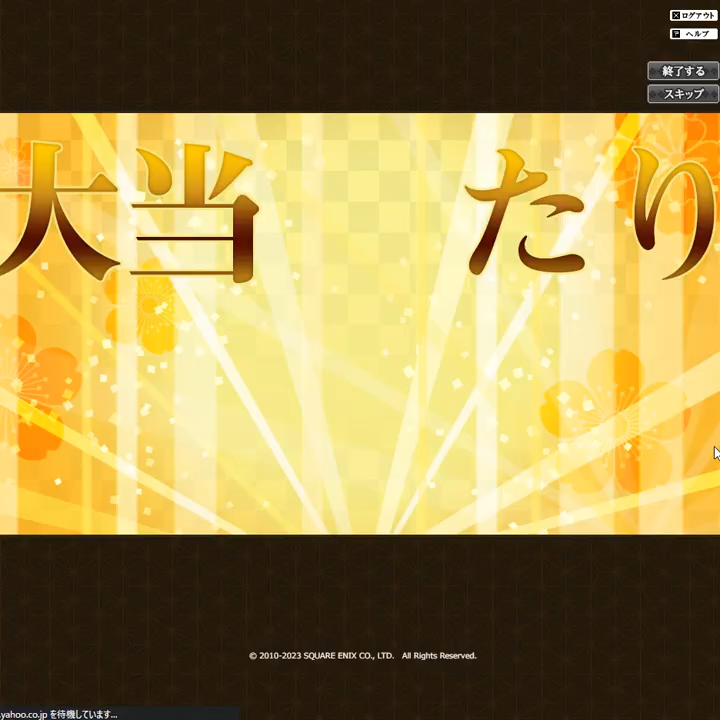 ログアウト
ヘルプ
終了する
スキップ
大当たり
© 2010-2023 SQUARE ENIX CO., LTD. All Rights Reserved.
.yahoo.co.jp を待機しています...